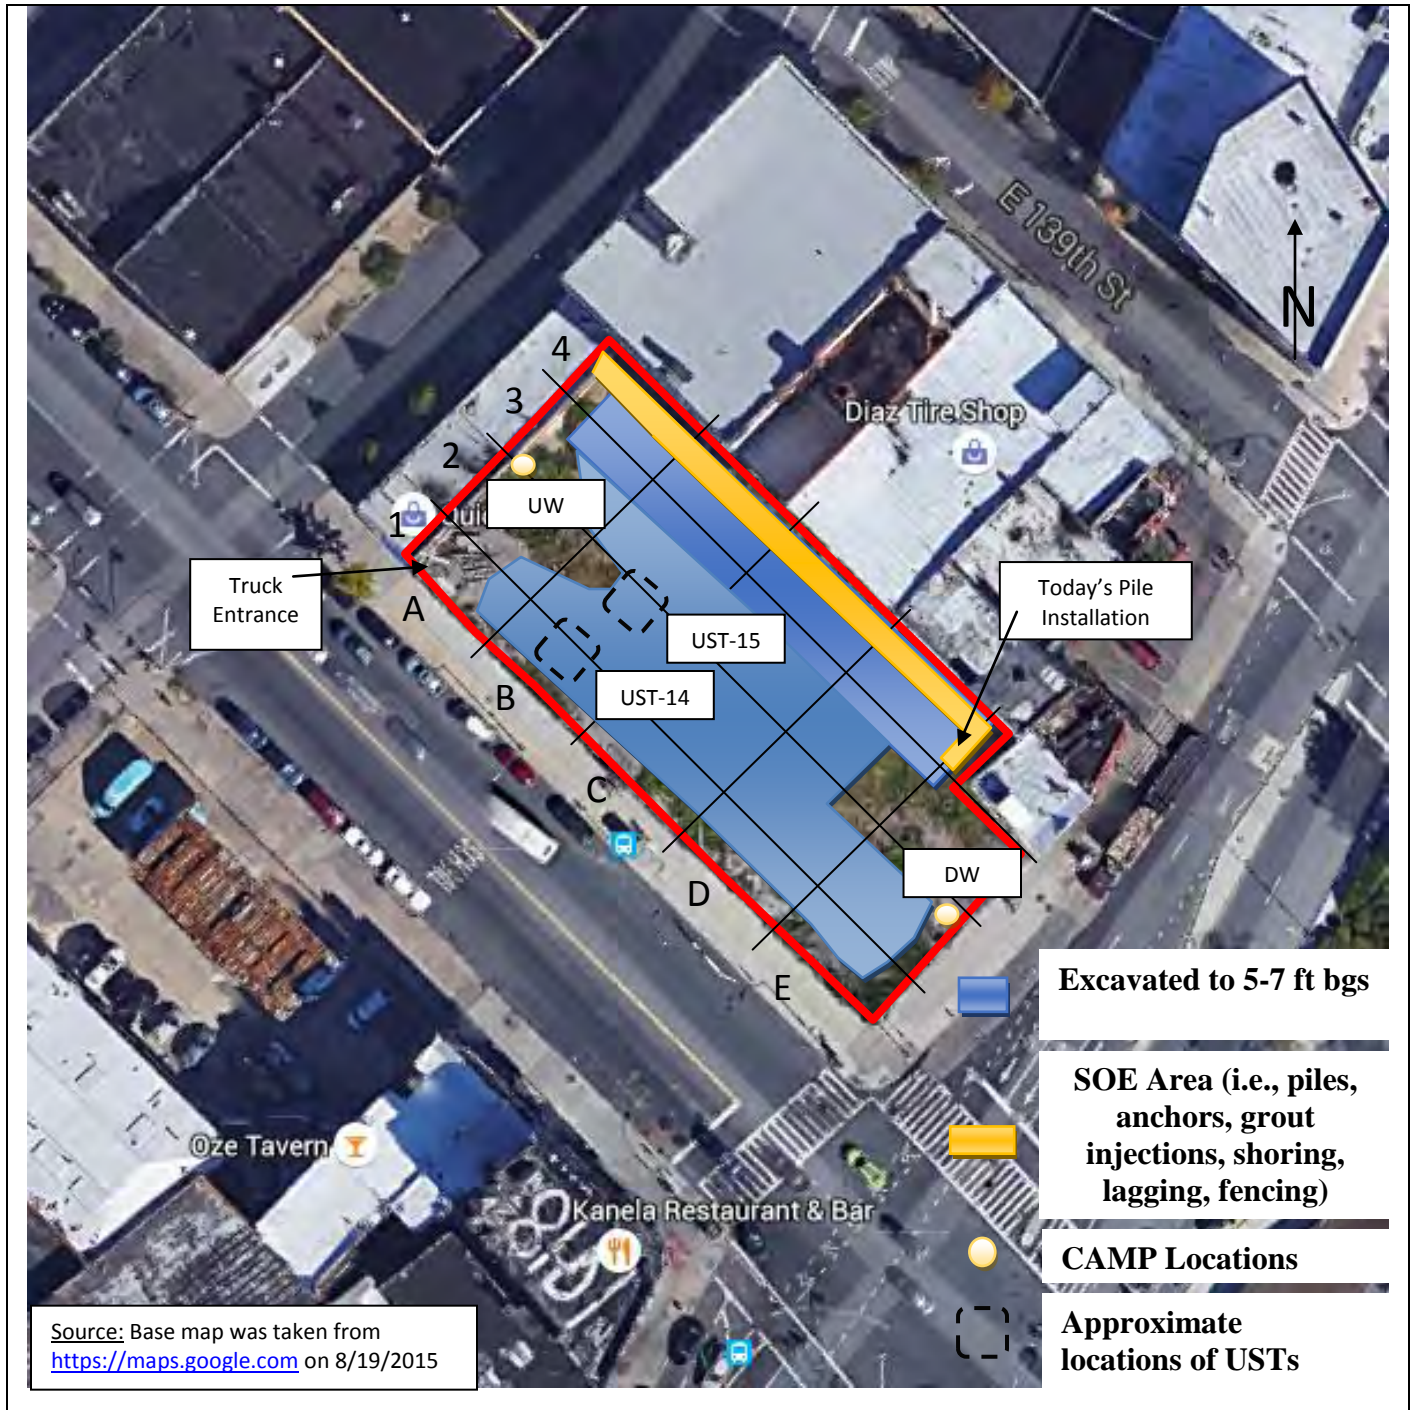 E 139th St
N
4
3
Diaz Tire Shop
2
UW
1
Truck
Entrance
A
Today's Pile
Installation
UST-15
B
UST-14
C
DW
D
E
Excavated to 5-7 ft bgs
SOE Area (i.e., piles,
anchors, grout
injections, shoring,
lagging, fencing)
Oze Tavern
Kanela Restaurant & Bar
CAMP Locations
Approximate
locations of USTs
Source: Base map was taken from
https://maps.google.com on 8/19/2015